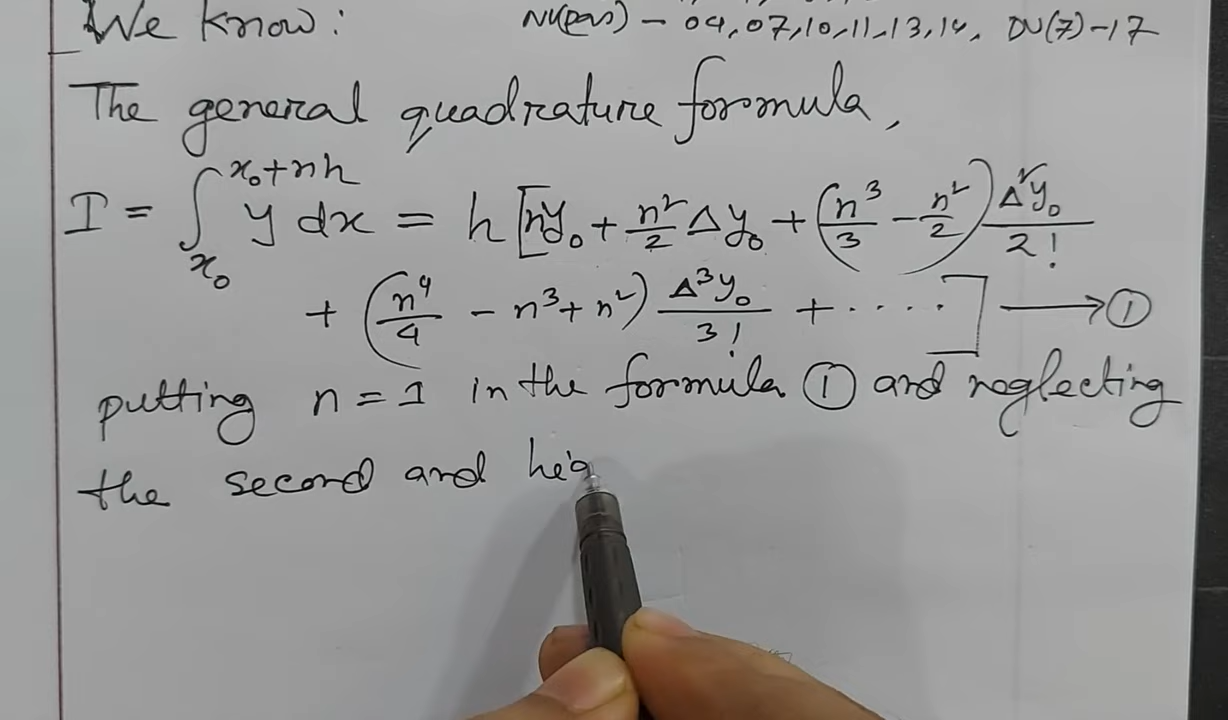 We know: NU(pas) - 04, 07, 10, 11, 13, 14, DU(7)-17
The general quadrature formula,
I = ∫_{x₀}^{x₀+nh} y dx = h [ny₀ + n²/2 Δy₀ + (n³/3 - n²/2) Δ²y₀/2!
+ (n⁴/4 - n³ + n²) Δ³y₀/3! + .....] → ①
putting n = 1 in the formula ① and neglecting
the second and heig